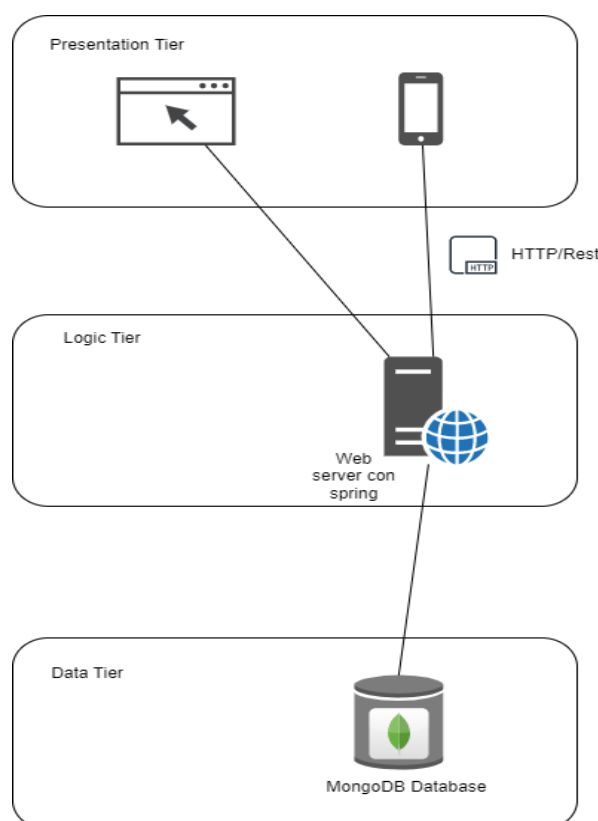 Presentation Tier
HTTP
HTTP/Rest
Logic Tier
Web
server con
spring
Data Tier
MongoDB Database